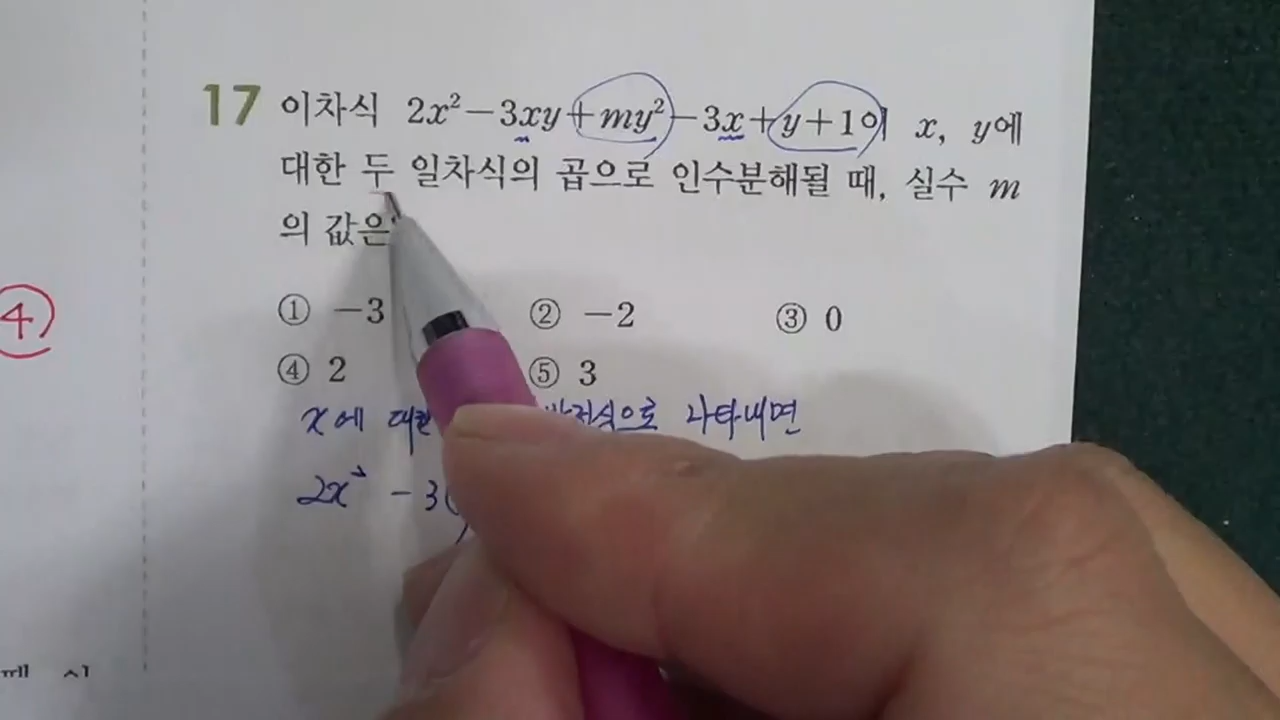 17 이차식 2x²−3xy+my²−3x+y+1이 x, y에
대한 두 일차식의 곱으로 인수분해될 때, 실수 m
의 값은
① −3 ② −2 ③ 0
④ 2 ⑤ 3
x에 대한 나타내면
2x² − 3(
④